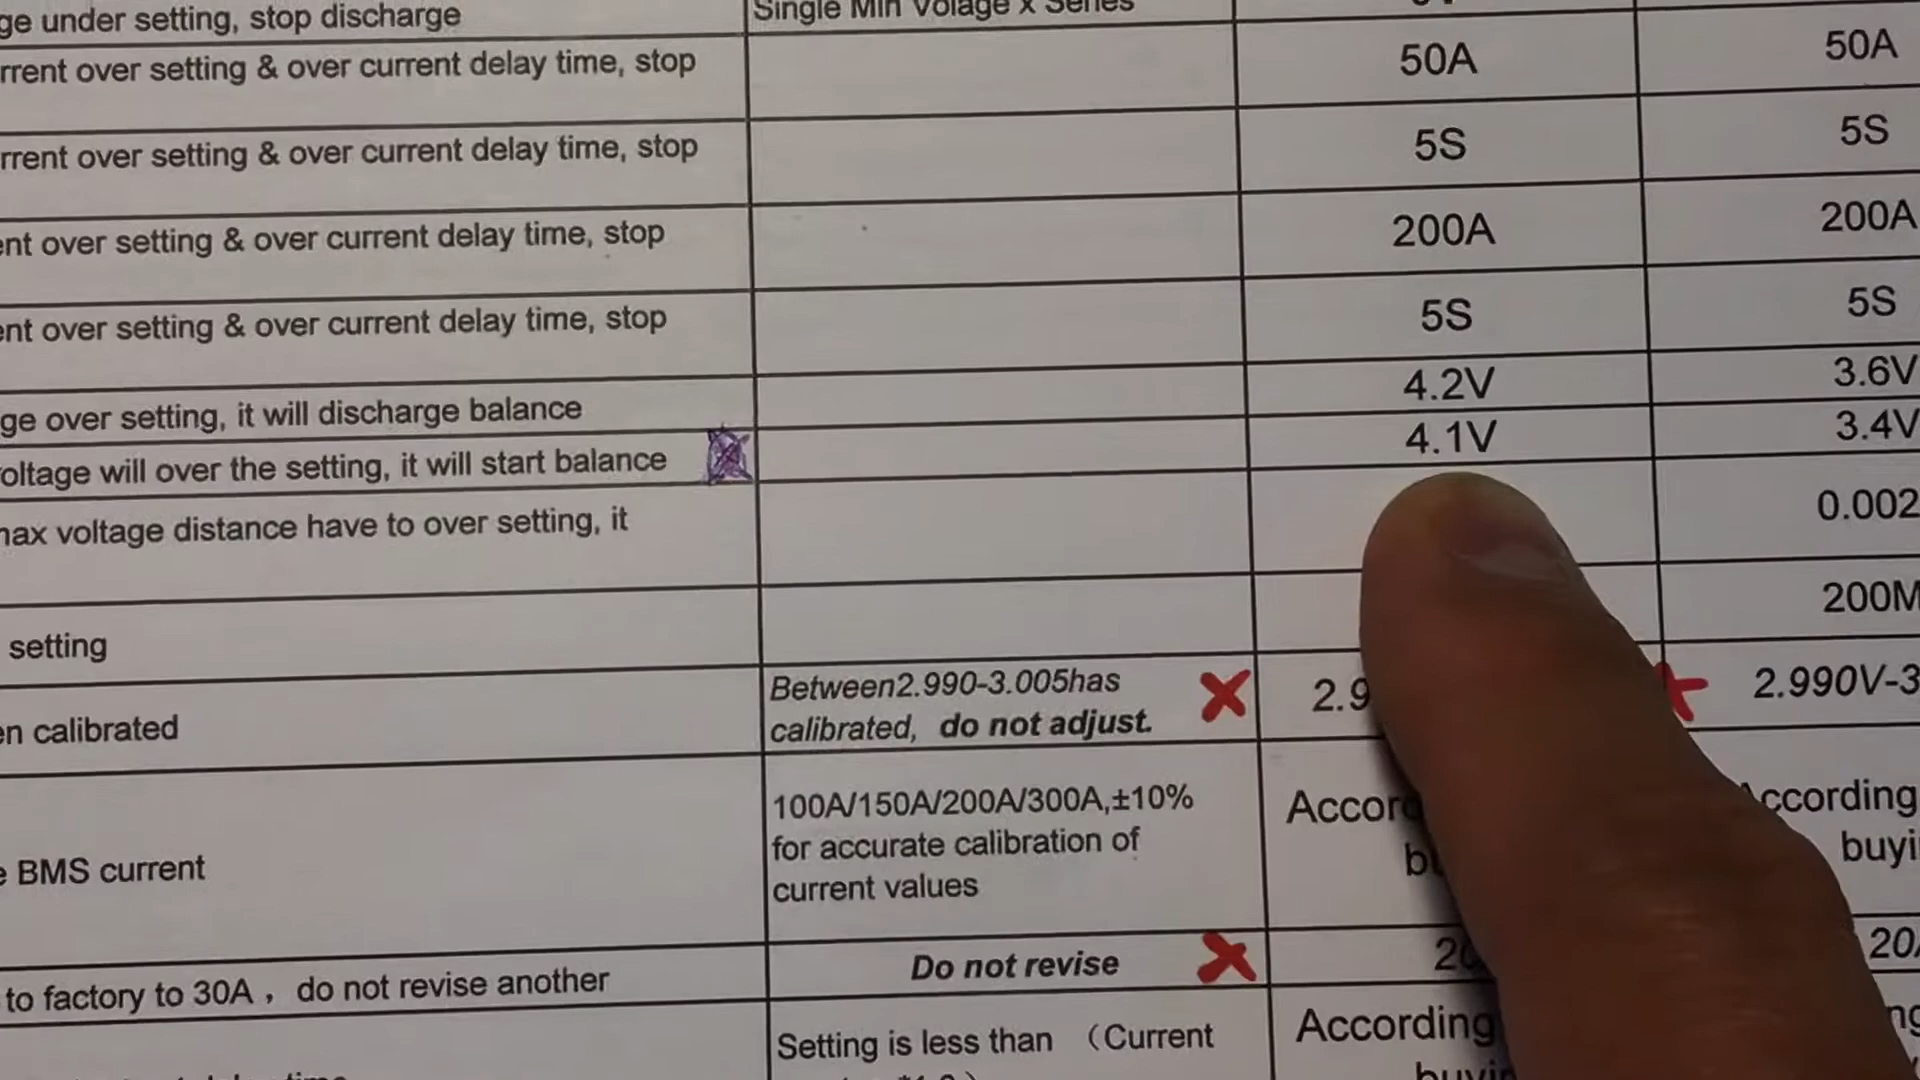 ge under setting, stop discharge
Single Min Volage x Series
rrent over setting & over current delay time, stop
50A
50A
rrent over setting & over current delay time, stop
5S
5S
ent over setting & over current delay time, stop
200A
200A
ent over setting & over current delay time, stop
5S
5S
ge over setting, it will discharge balance
4.2V
3.6V
oltage will over the setting, it will start balance
4.1V
3.4V
max voltage distance have to over setting, it
0.002
setting
200M
en calibrated
Between2.990-3.005has
calibrated, do not adjust.
2.9
2.990V-3
e BMS current
100A/150A/200A/300A,±10%
for accurate calibration of
current values
Accor
According
buyi
to factory to 30A , do not revise another
Do not revise
20
Setting is less than （Current
According